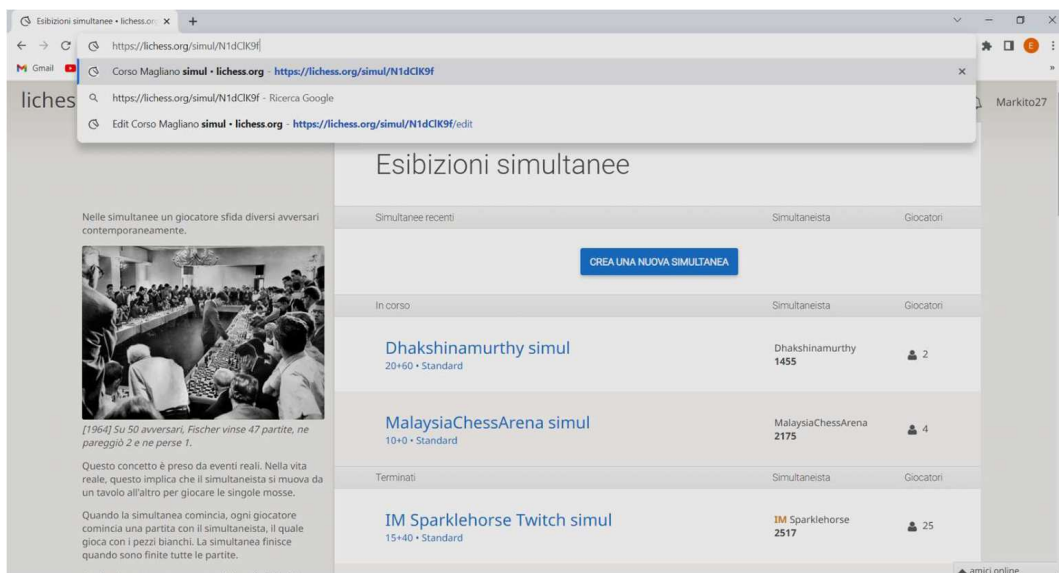 Esibizioni simultanee • lichess.or
https://lichess.org/simul/N1dClK9f
Gmail
Corso Magliano simul • lichess.org - https://lichess.org/simul/N1dClK9f
https://lichess.org/simul/N1dClK9f - Ricerca Google
Edit Corso Magliano simul • lichess.org - https://lichess.org/simul/N1dClK9f/edit
E
liches
Markito27
Esibizioni simultanee
Nelle simultanee un giocatore sfida diversi avversari
contemporaneamente.
[1964] Su 50 avversari, Fischer vinse 47 partite, ne
pareggiò 2 e ne perse 1.
Questo concetto è preso da eventi reali. Nella vita
reale, questo implica che il simultaneista si muova da
un tavolo all'altro per giocare le singole mosse.
Quando la simultanea comincia, ogni giocatore
comincia una partita con il simultaneista, il quale
gioca con i pezzi bianchi. La simultanea finisce
quando sono finite tutte le partite.
Simultanee recenti Simultaneista Giocatori
CREA UNA NUOVA SIMULTANEA
In corso Simultaneista Giocatori
Dhakshinamurthy simul
20+60 • Standard
Dhakshinamurthy
1455
2
MalaysiaChessArena simul
10+0 • Standard
MalaysiaChessArena
2175
4
Terminati Simultaneista Giocatori
IM Sparklehorse Twitch simul
15+40 • Standard
IM Sparklehorse
2517
25
amici online